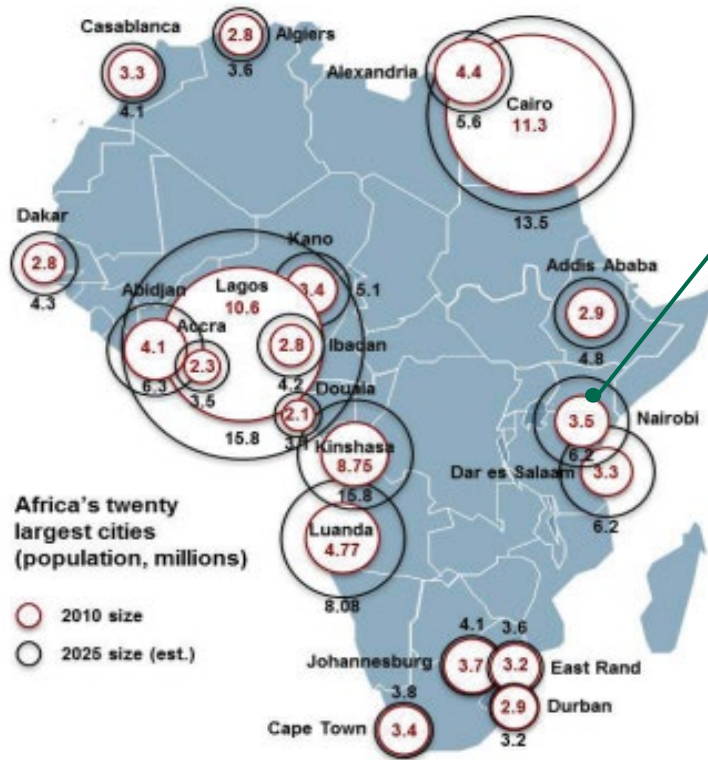 Casablanca
3.3
4.1
2.8
Algiers
3.6
Alexandria
4.4
5.6
Cairo
11.3
13.5
Dakar
2.8
4.3
Kano
3.4
5.1
Lagos
10.6
15.8
Abidjan
4.1
6.3
Accra
2.3
3.5
2.8
Ibadan
4.2
Douala
2.1
3.1
Addis Ababa
2.9
4.8
3.5
Nairobi
6.2
Dar es Salaam
3.3
6.2
Kinshasa
8.75
15.8
Luanda
4.77
8.08
Africa's twenty
largest cities
(population, millions)
2010 size
2025 size (est.)
4.1
Johannesburg
3.7
3.6
3.2
East Rand
2.9
Durban
3.2
3.8
Cape Town
3.4